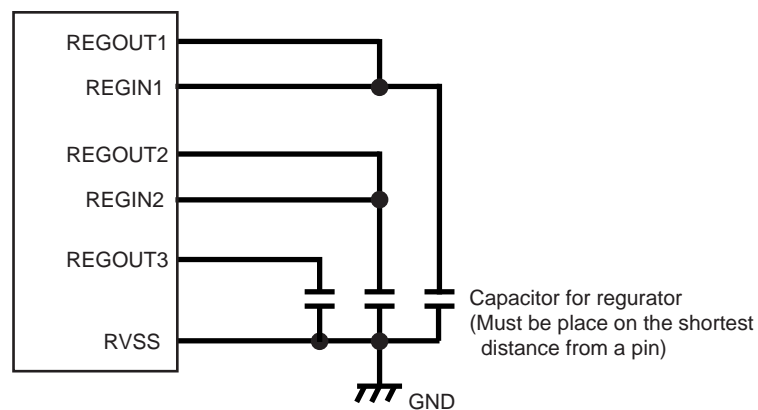 REGOUT1
REGIN1
REGOUT2
REGIN2
REGOUT3
RVSS
Capacitor for regurator
(Must be place on the shortest
distance from a pin)
GND